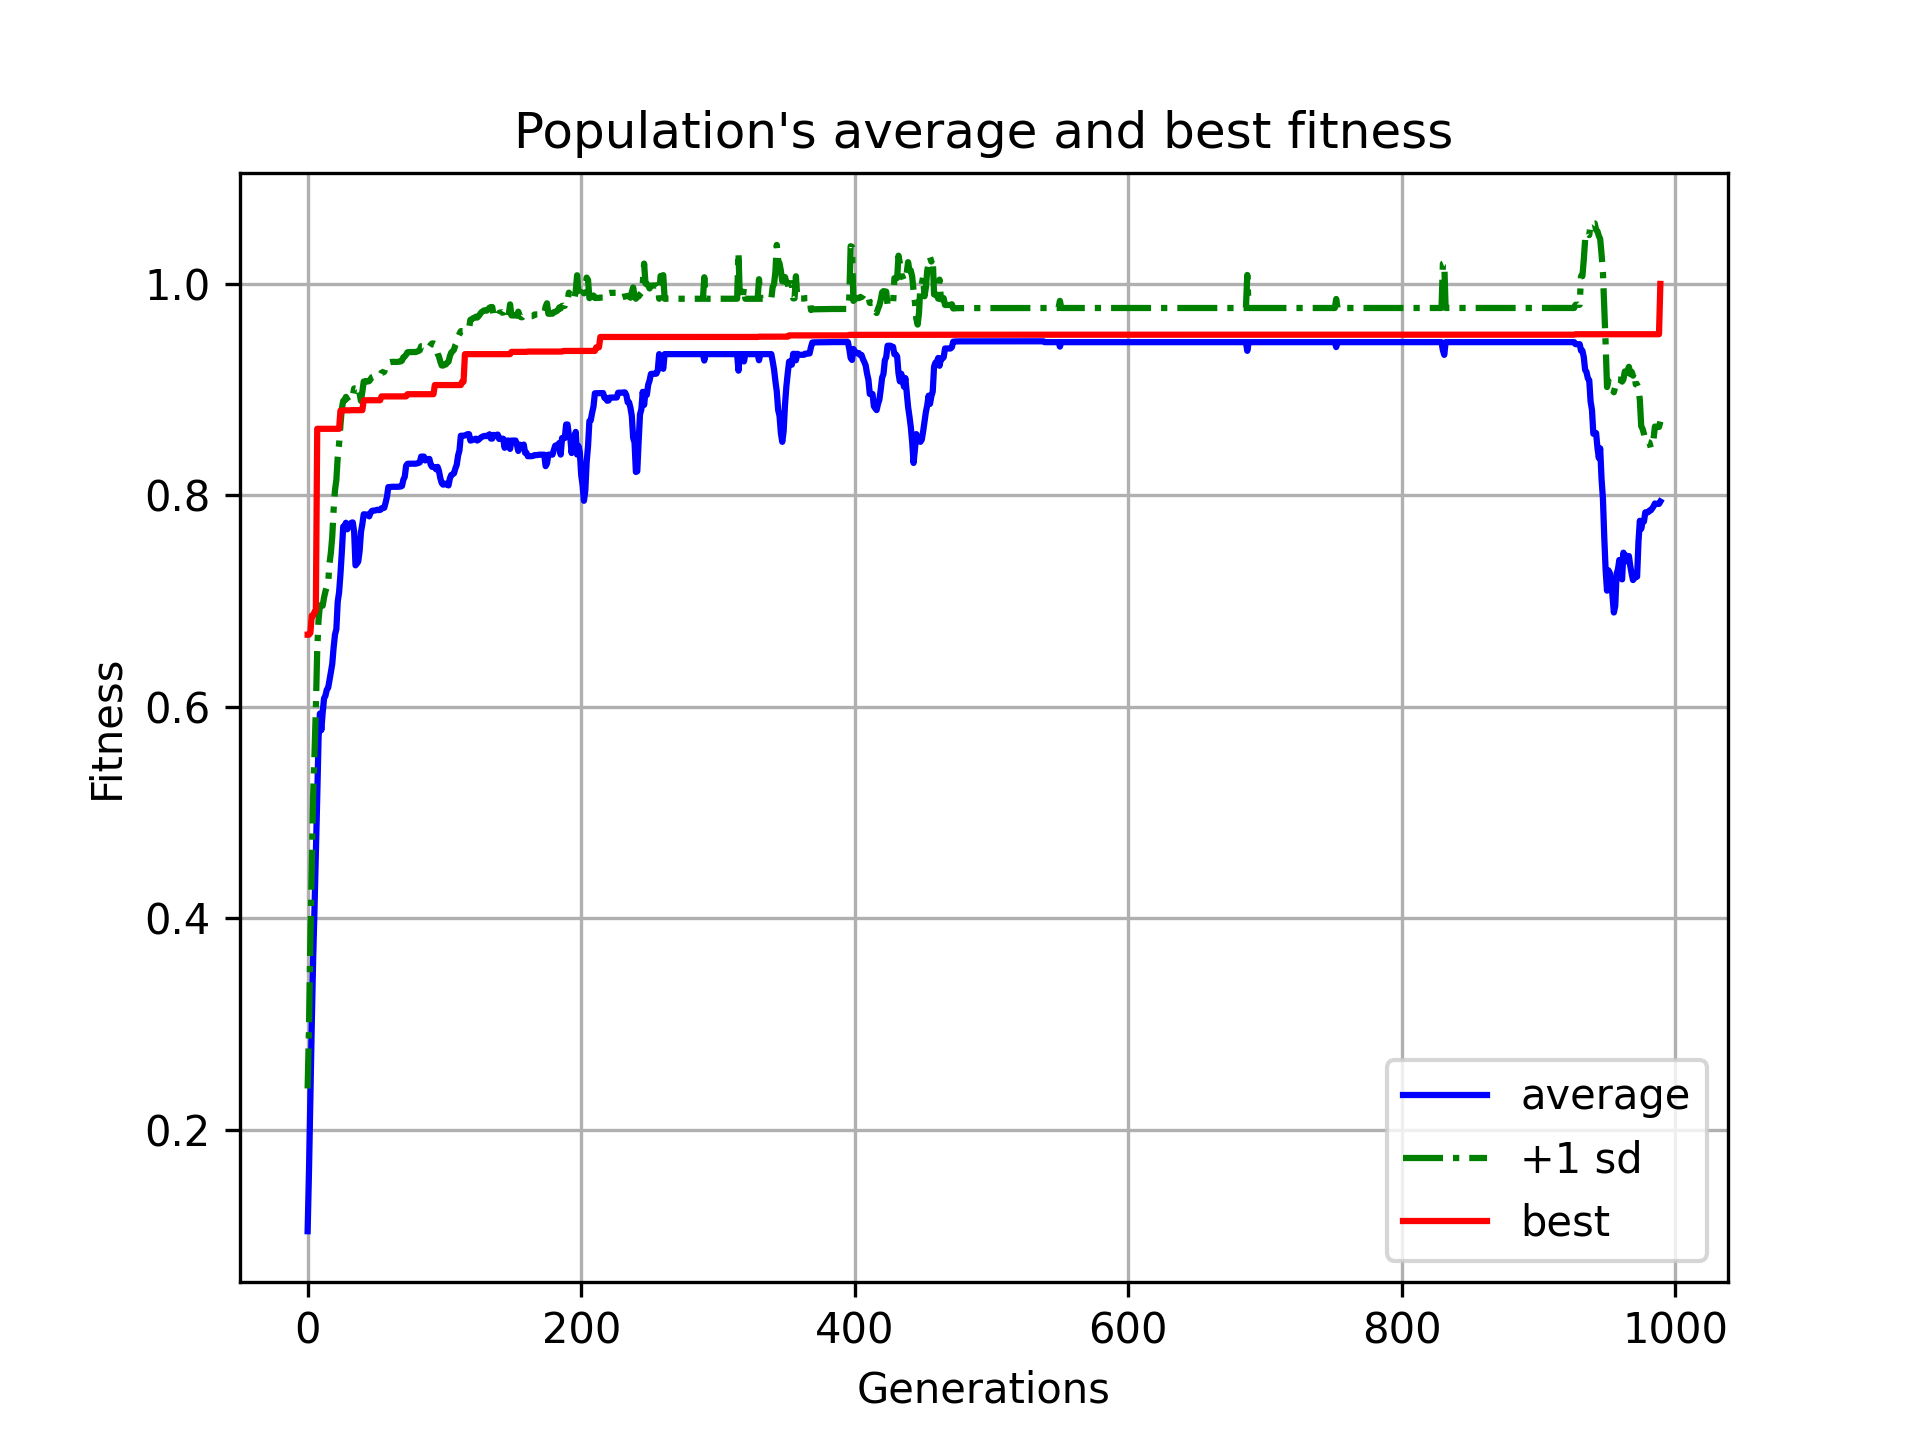 Population's average and best fitness
1.0
0.8
0.6
0.4
0.2
Fitness
0 200 400 600 800 1000
Generations
average
+1 sd
best